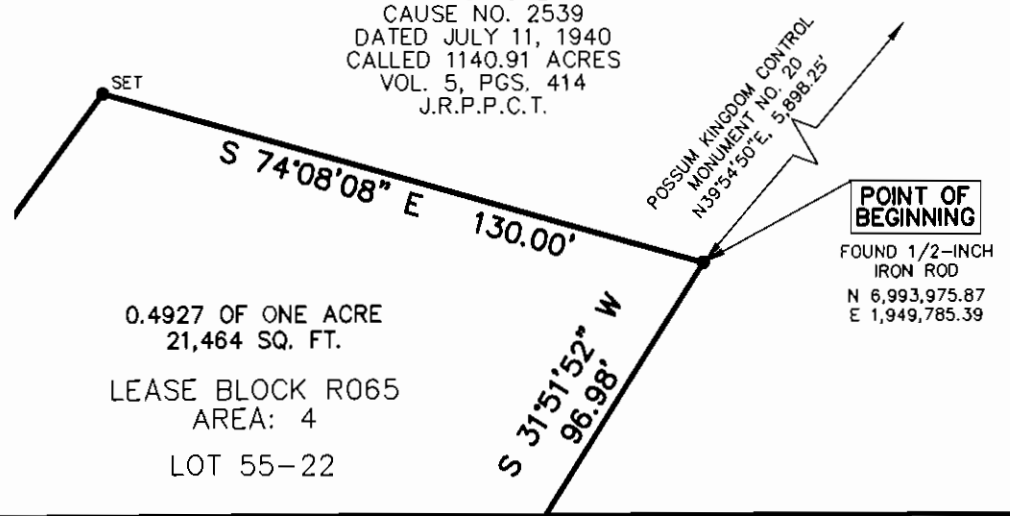 CAUSE NO. 2539
DATED JULY 11, 1940
CALLED 1140.91 ACRES
VOL. 5, PGS. 414
J.R.P.P.C.T.
SET
S 74°08'08" E 130.00'
POSSUM KINGDOM CONTROL
MONUMENT NO. 20
N39°54'50"E, 5,898.25'
POINT OF
BEGINNING
FOUND 1/2-INCH
IRON ROD
N 6,993,975.87
E 1,949,785.39
S 31°51'52" W
96.98'
0.4927 OF ONE ACRE
21,464 SQ. FT.
LEASE BLOCK R065
AREA: 4
LOT 55-22